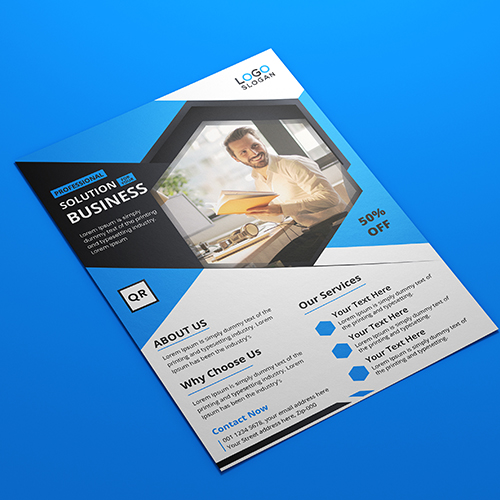 LOGO
SLOGAN
PROFESSIONAL
SOLUTION FOR YOUR
BUSINESS
Lorem Ipsum is simply
dummy text of the printing
and typesetting industry.
Lorem Ipsum
50%
OFF
QR
ABOUT US
Lorem Ipsum is simply dummy text of the
printing and typesetting industry. Lorem
Ipsum has been the industry's
Why Choose Us
Lorem Ipsum is simply dummy text of the
printing and typesetting industry. Lorem
Ipsum has been the industry's
Contact Now
001 1234 5678, your email address here
Your Street address here, Zip-000
Our Services
Your Text Here
Lorem Ipsum is simply dummy text of
the printing and typesetting.
Your Text Here
Lorem Ipsum is simply dummy text of
the printing and typesetting.
Your Text Here
Lorem Ipsum is simply dummy text of
the printing and typesetting.